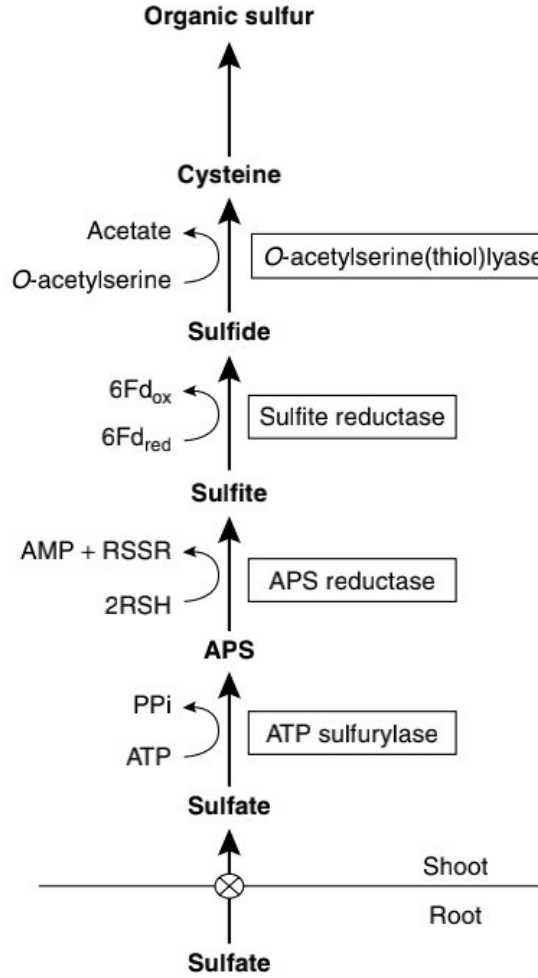 Organic sulfur
Cysteine
Acetate
O-acetylserine
O-acetylserine(thiol)lyase
Sulfide
6Fdox
6Fdred
Sulfite reductase
Sulfite
AMP + RSSR
2RSH
APS reductase
APS
PPi
ATP
ATP sulfurylase
Sulfate
Shoot
Root
Sulfate